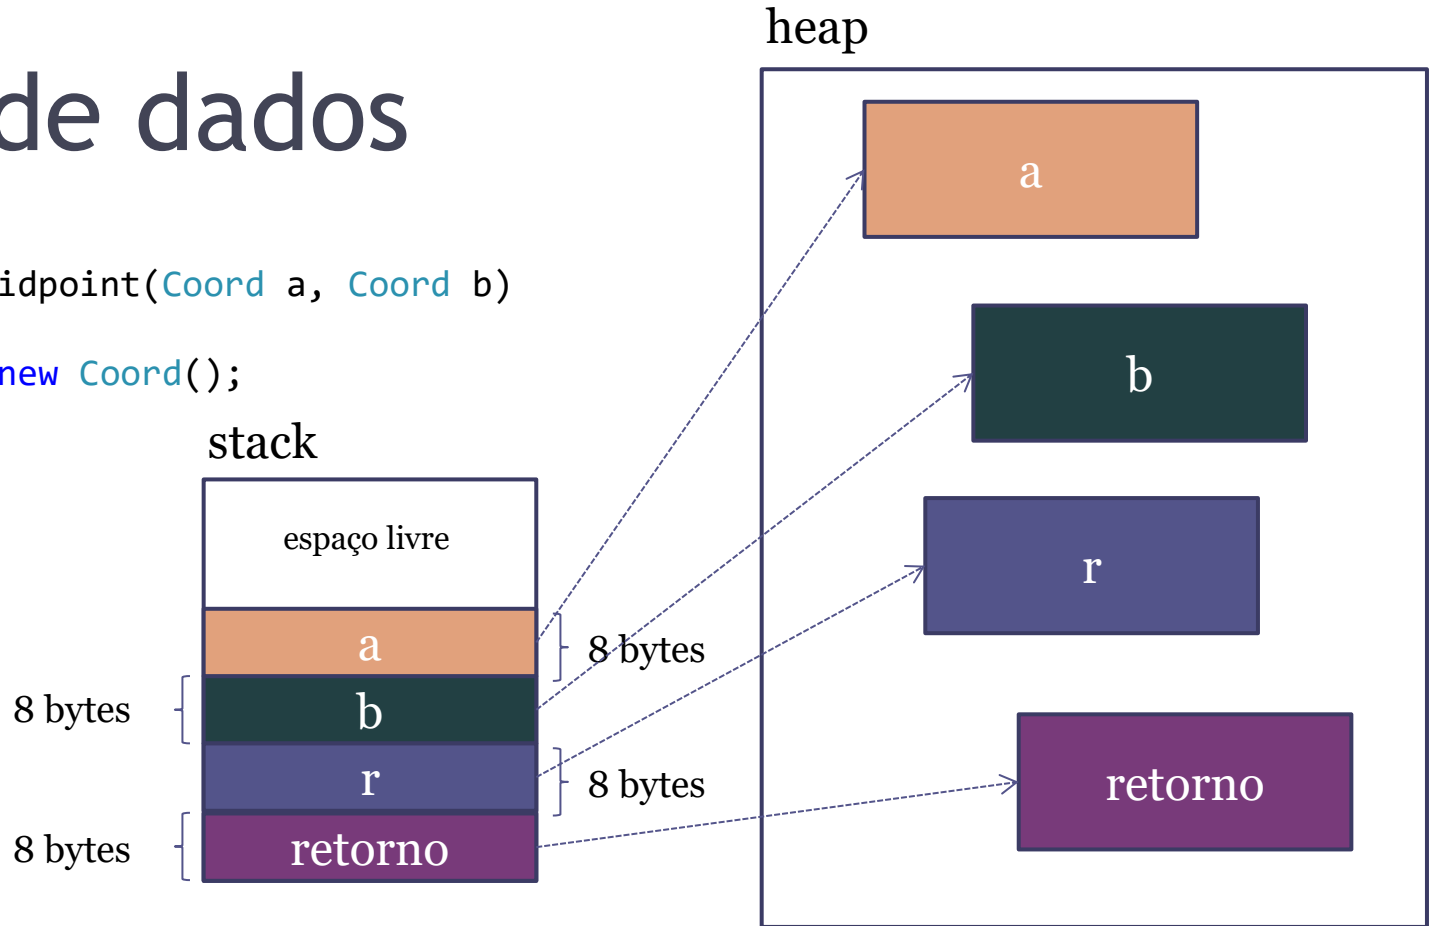 de dados
idpoint(Coord a, Coord b)
new Coord();
stack
espaço livre
a
8 bytes
8 bytes
b
r
8 bytes
8 bytes
retorno
heap
a
b
r
retorno